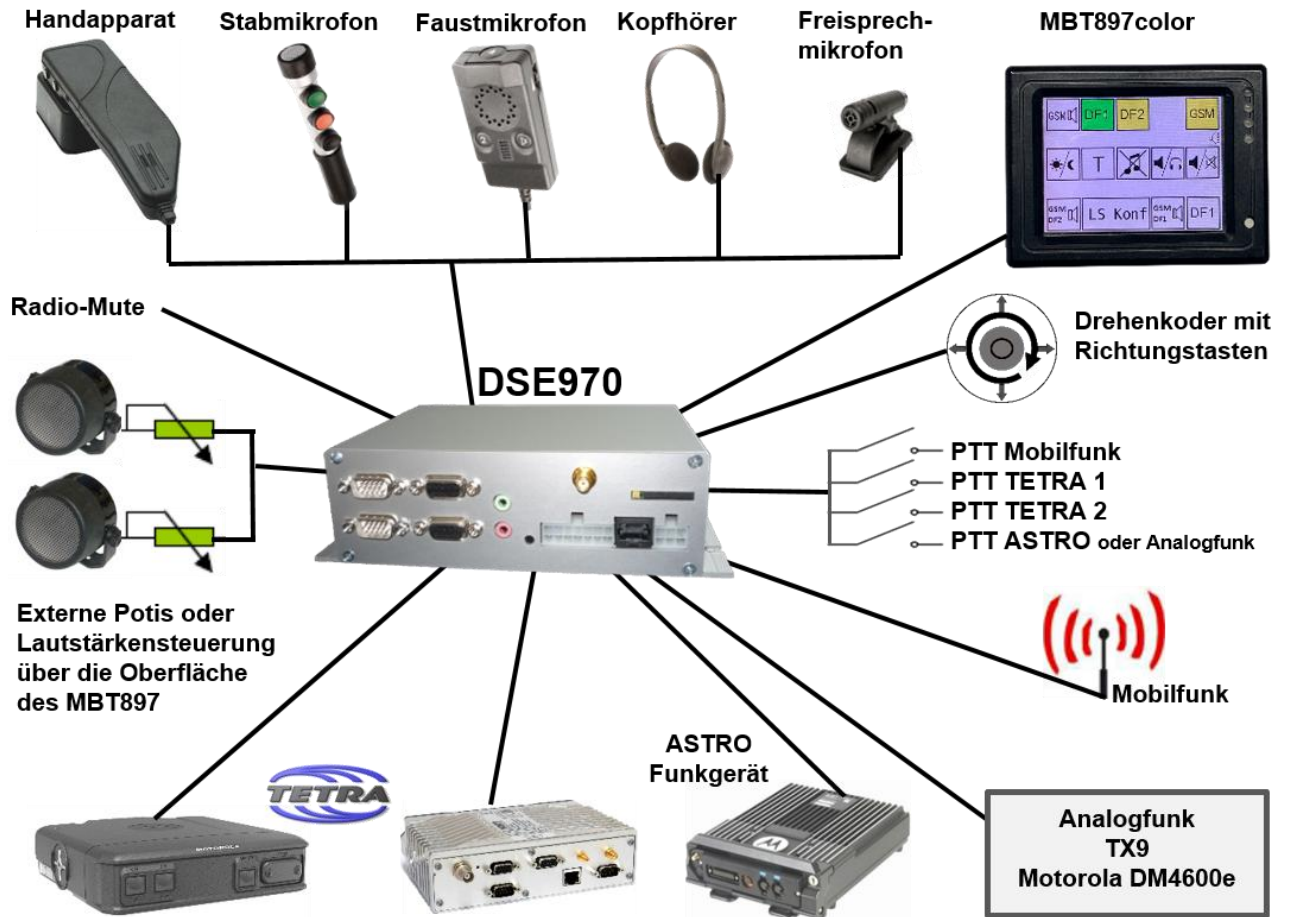 Handapparat
Stabmikrofon
Faustmikrofon
Kopfhörer
Freisprech-
mikrofon
MBT897color
GSM
DF1
DF2
GSM
T
GSM
DF2
LS Konf
GSM
DF1
DF1
Radio-Mute
Drehenkoder mit
Richtungstasten
DSE970
PTT Mobilfunk
PTT TETRA 1
PTT TETRA 2
PTT ASTRO oder Analogfunk
Externe Potis oder
Lautstärkensteuerung
über die Oberfläche
des MBT897
Mobilfunk
ASTRO
Funkgerät
TETRA
MOTOROLA
Analogfunk
TX9
Motorola DM4600e